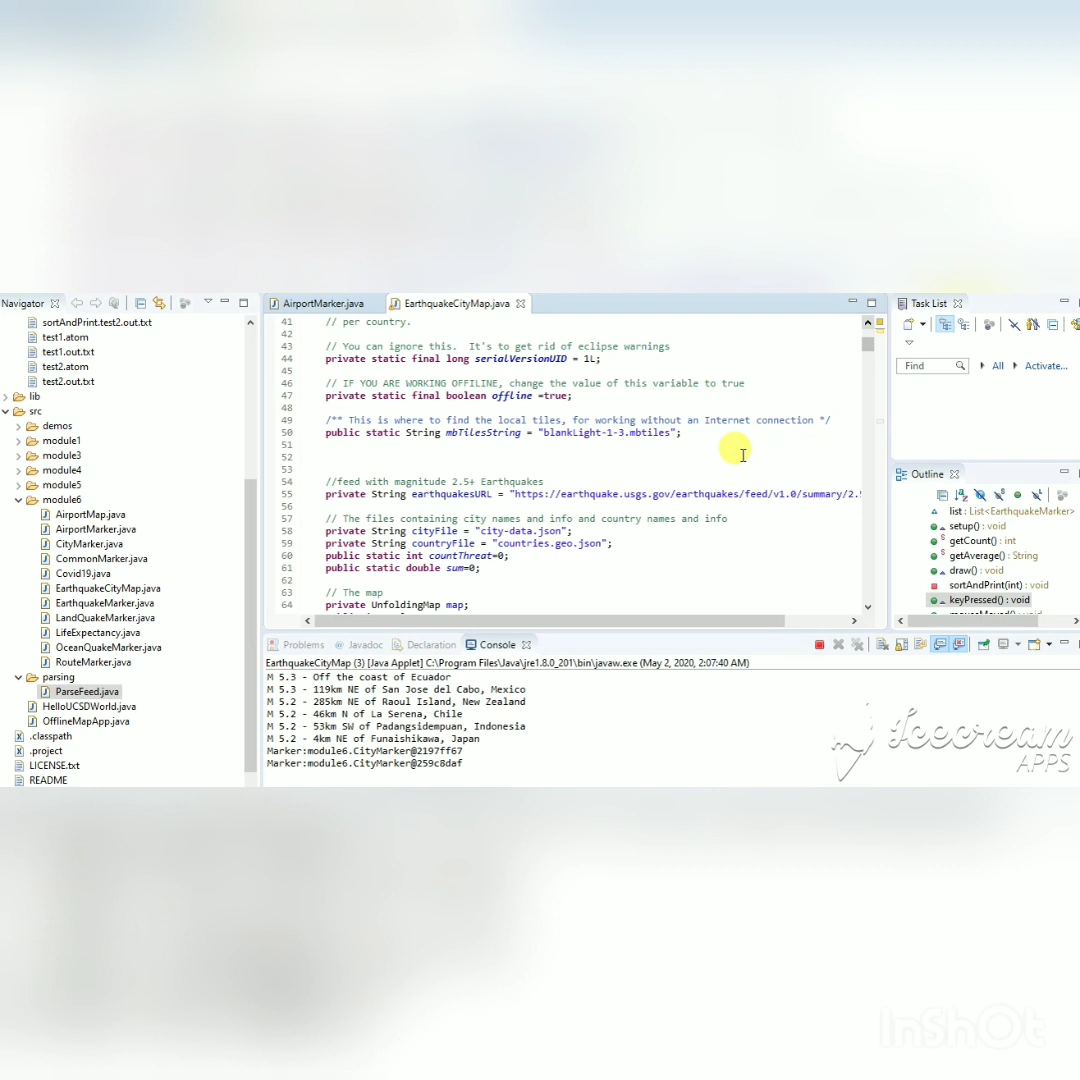 Navigator
sortAndPrint.test2.out.txt
test1.atom
test1.out.txt
test2.atom
test2.out.txt
lib
src
demos
module1
module3
module4
module5
module6
AirportMap.java
AirportMarker.java
CityMarker.java
CommonMarker.java
Covid19.java
EarthquakeCityMap.java
EarthquakeMarker.java
LandQuakeMarker.java
LifeExpectancy.java
OceanQuakeMarker.java
RouteMarker.java
parsing
ParseFeed.java
HelloUCSDWorld.java
OfflineMapApp.java
.classpath
.project
LICENSE.txt
README
AirportMarker.java EarthquakeCityMap.java
41 // per country.
42
43 // You can ignore this.  It's to get rid of eclipse warnings
44 private static final long serialVersionUID = 1L;
45
46 // IF YOU ARE WORKING OFFILINE, change the value of this variable to true
47 private static final boolean offline =true;
48
49 /** This is where to find the local tiles, for working without an Internet connection */
50 public static String mbTilesString = "blankLight-1-3.mbtiles";
51
52
53
54 //feed with magnitude 2.5+ Earthquakes
55 private String earthquakesURL = "https://earthquake.usgs.gov/earthquakes/feed/v1.0/summary/2.5
56
57 // The files containing city names and info and country names and info
58 private String cityFile = "city-data.json";
59 private String countryFile = "countries.geo.json";
60 public static int countThreat=0;
61 public static double sum=0;
62
63 // The map
64 private UnfoldingMap map;
Task List
Find All Activate...
Outline
list : List<EarthquakeMarker>
setup() : void
getCount() : int
getAverage() : String
draw() : void
sortAndPrint(int) : void
keyPressed() : void
Problems Javadoc Declaration Console
EarthquakeCityMap (3) [Java Applet] C:\Program Files\Java\jre1.8.0_201\bin\javaw.exe (May 2, 2020, 2:07:40 AM)
M 5.3 - Off the coast of Ecuador
M 5.3 - 119km NE of San Jose del Cabo, Mexico
M 5.2 - 285km NE of Raoul Island, New Zealand
M 5.2 - 46km N of La Serena, Chile
M 5.2 - 53km SW of Padangsidempuan, Indonesia
M 5.2 - 4km NE of Funaishikawa, Japan
Marker:module6.CityMarker@2197ff67
Marker:module6.CityMarker@259c8daf
Icecream
APPS
InShOt